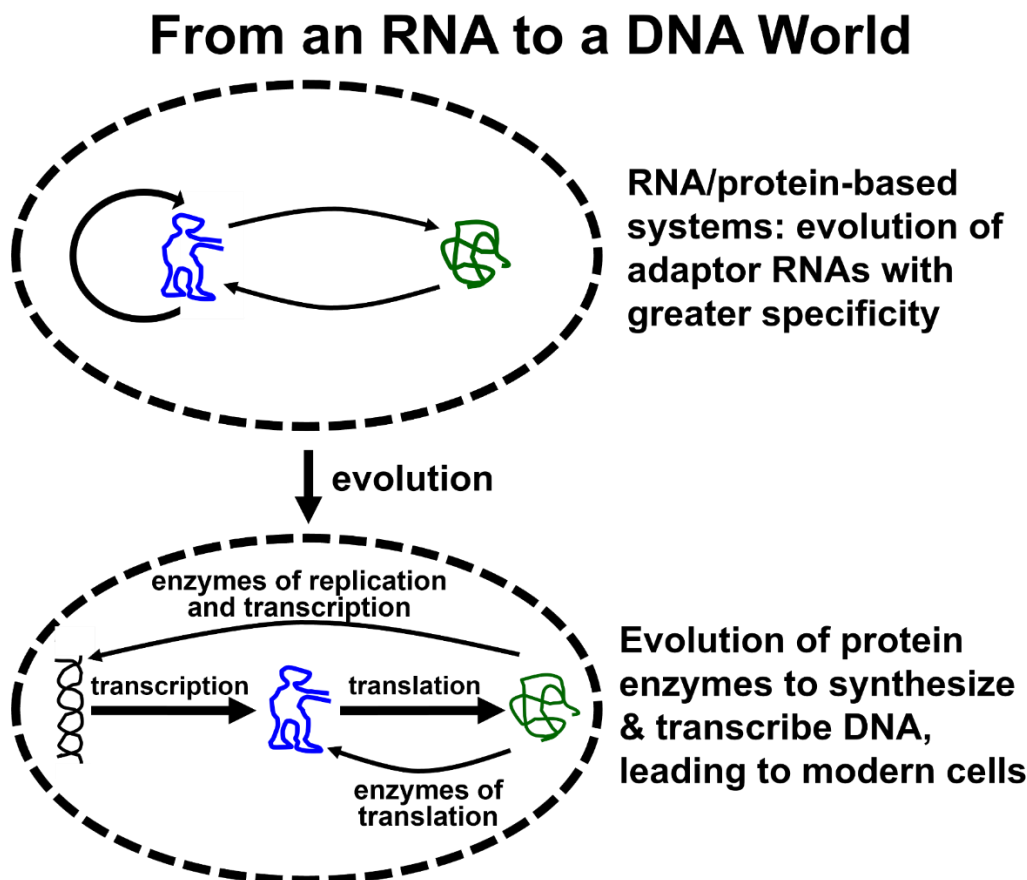 From an RNA to a DNA World
RNA/protein-based
systems: evolution of
adaptor RNAs with
greater specificity
evolution
enzymes of replication
and transcription
transcription
translation
enzymes of
translation
Evolution of protein
enzymes to synthesize
& transcribe DNA,
leading to modern cells